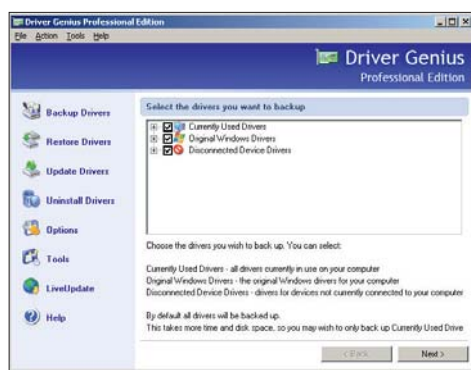 Driver Genius Professional Edition
File Action Tools Help
Driver Genius
Professional Edition
Backup Drivers
Restore Drivers
Update Drivers
Uninstall Drivers
Options
Tools
LiveUpdate
Help
Select the drivers you want to backup
Currently Used Drivers
Original Windows Drivers
Disconnected Device Drivers
Choose the drivers you wish to back up. You can select:
Currently Used Drivers - all drivers currently in use on your computer
Original Windows Drivers - the original windows drivers for your computer
Disconnected Device Drivers - drivers for devices not currently connected to your computer
By default all drivers will be backed up.
This takes more time and disk space, so you may wish to only back up Currently Used Drive
< Back
Next >